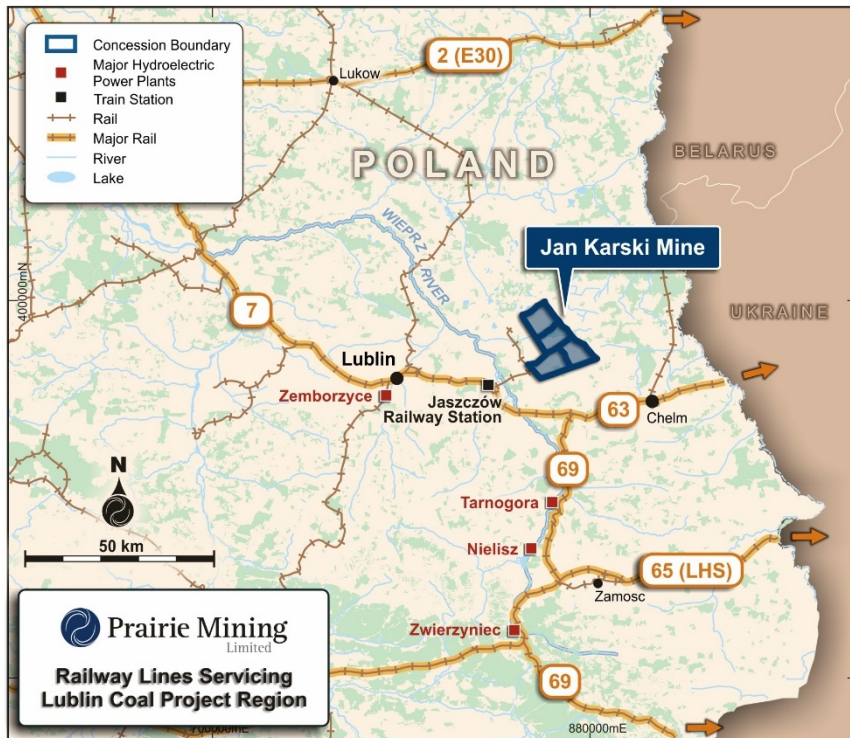 Concession Boundary
Major Hydroelectric
Power Plants
Train Station
Rail
Major Rail
River
Lake
2 (E30)
Lukow
POLAND
BELARUS
WIEPRZ RIVER
Jan Karski Mine
UKRAINE
400000mN
7
Lublin
Zemborzyce
Jaszczów
Railway Station
63
Chelm
69
N
Tarnogora
50 km
Nielisz
65 (LHS)
Zamosc
Prairie Mining
Limited
Zwierzyniec
Railway Lines Servicing
Lublin Coal Project Region
69
880000mE